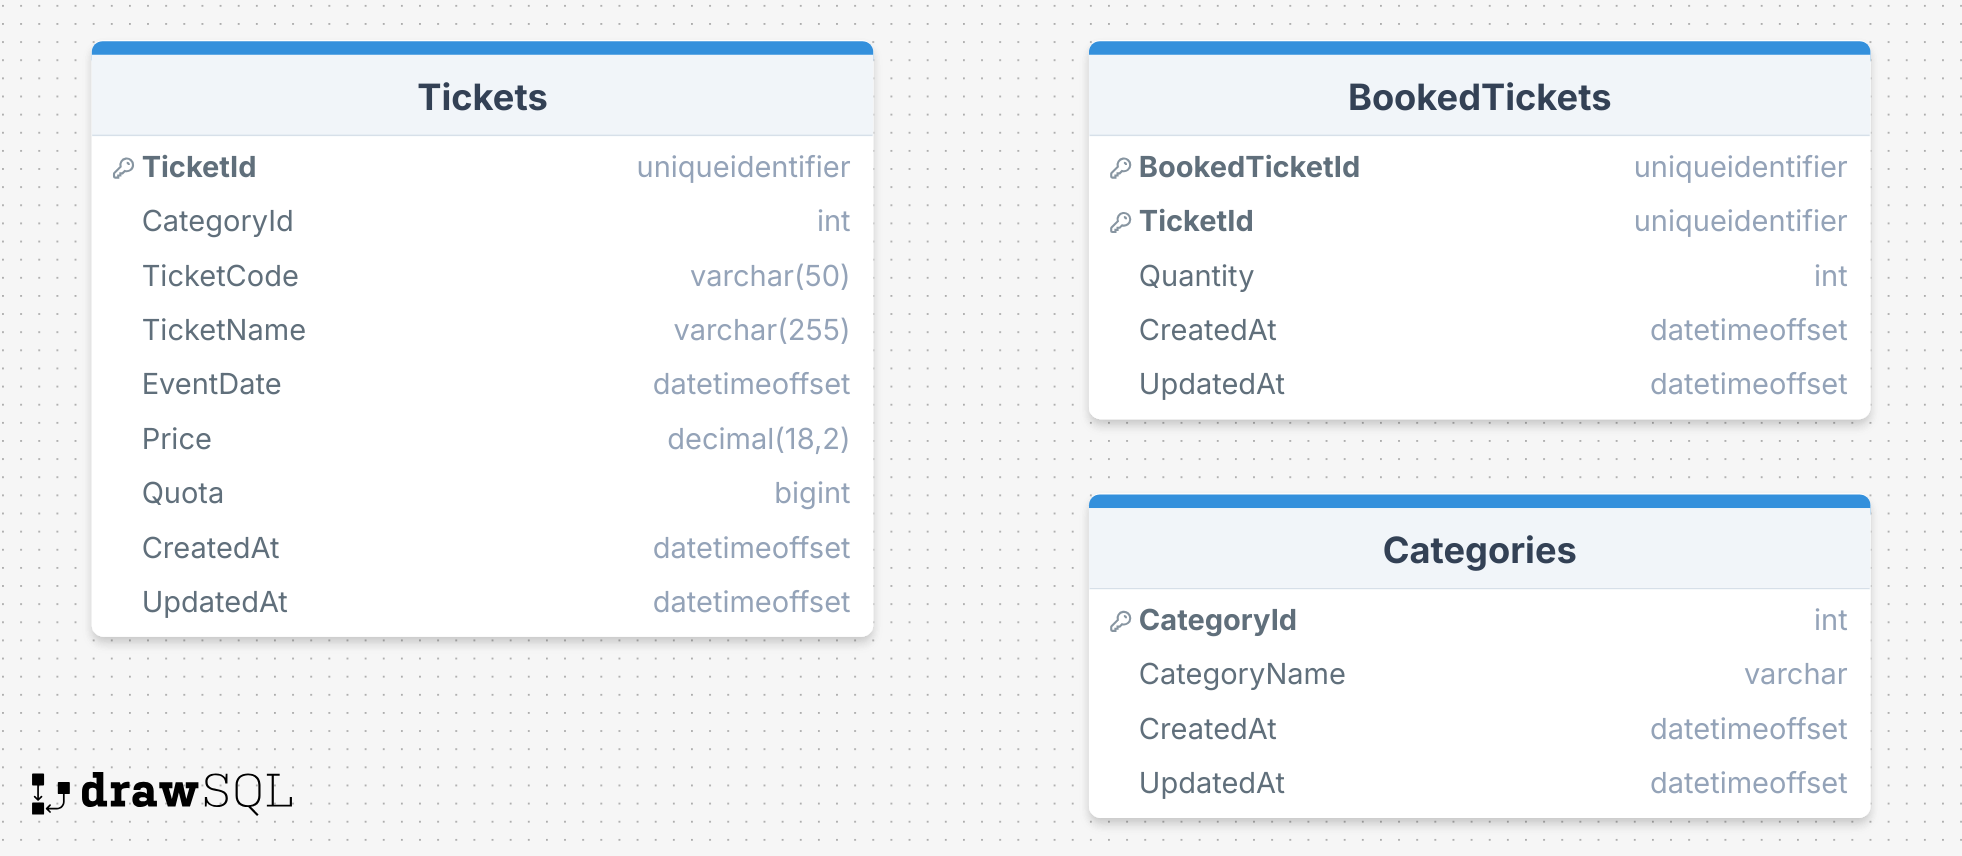 Tickets
TicketId uniqueidentifier
CategoryId int
TicketCode varchar(50)
TicketName varchar(255)
EventDate datetimeoffset
Price decimal(18,2)
Quota bigint
CreatedAt datetimeoffset
UpdatedAt datetimeoffset
BookedTickets
BookedTicketId uniqueidentifier
TicketId uniqueidentifier
Quantity int
CreatedAt datetimeoffset
UpdatedAt datetimeoffset
Categories
CategoryId int
CategoryName varchar
CreatedAt datetimeoffset
UpdatedAt datetimeoffset
drawSQL